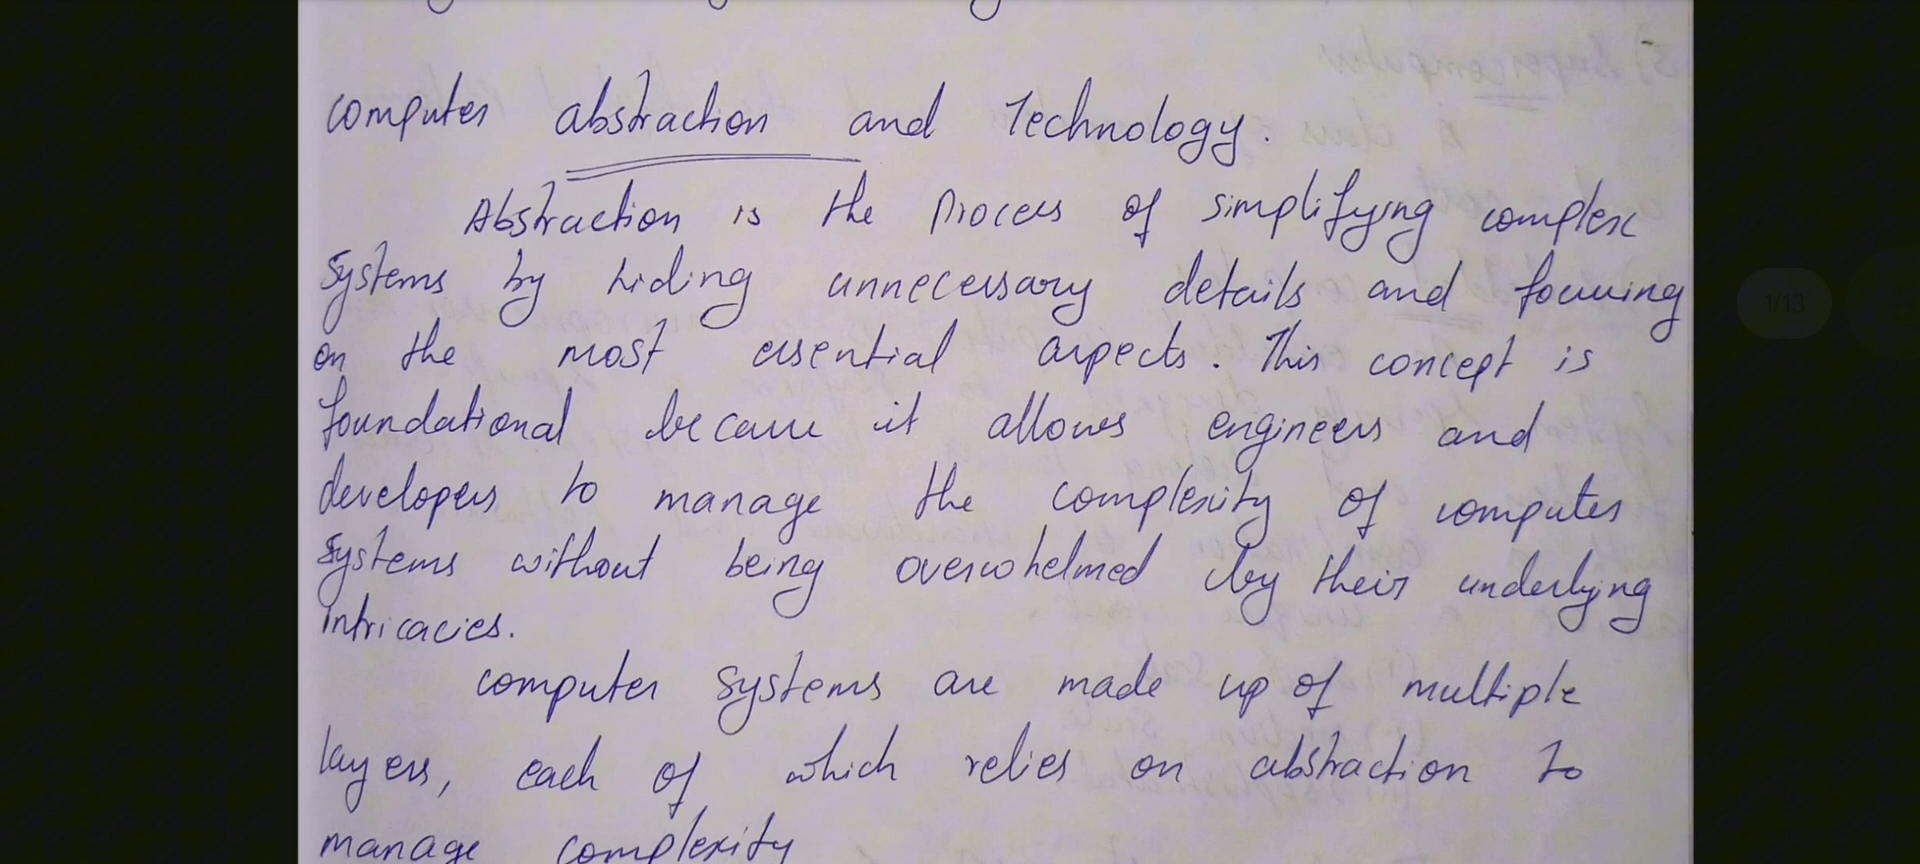 computer abstraction and Technology.
Abstraction is the process of simplifying complex
systems by hiding unnecessary details and focusing
on the most essential aspects. This concept is
foundational because it allows engineers and
developers to manage the complexity of computer
systems without being overwhelmed by their underlying
intricacies.
computer systems are made up of multiple
layers, each of which relies on abstraction to
manage complexity
1/13